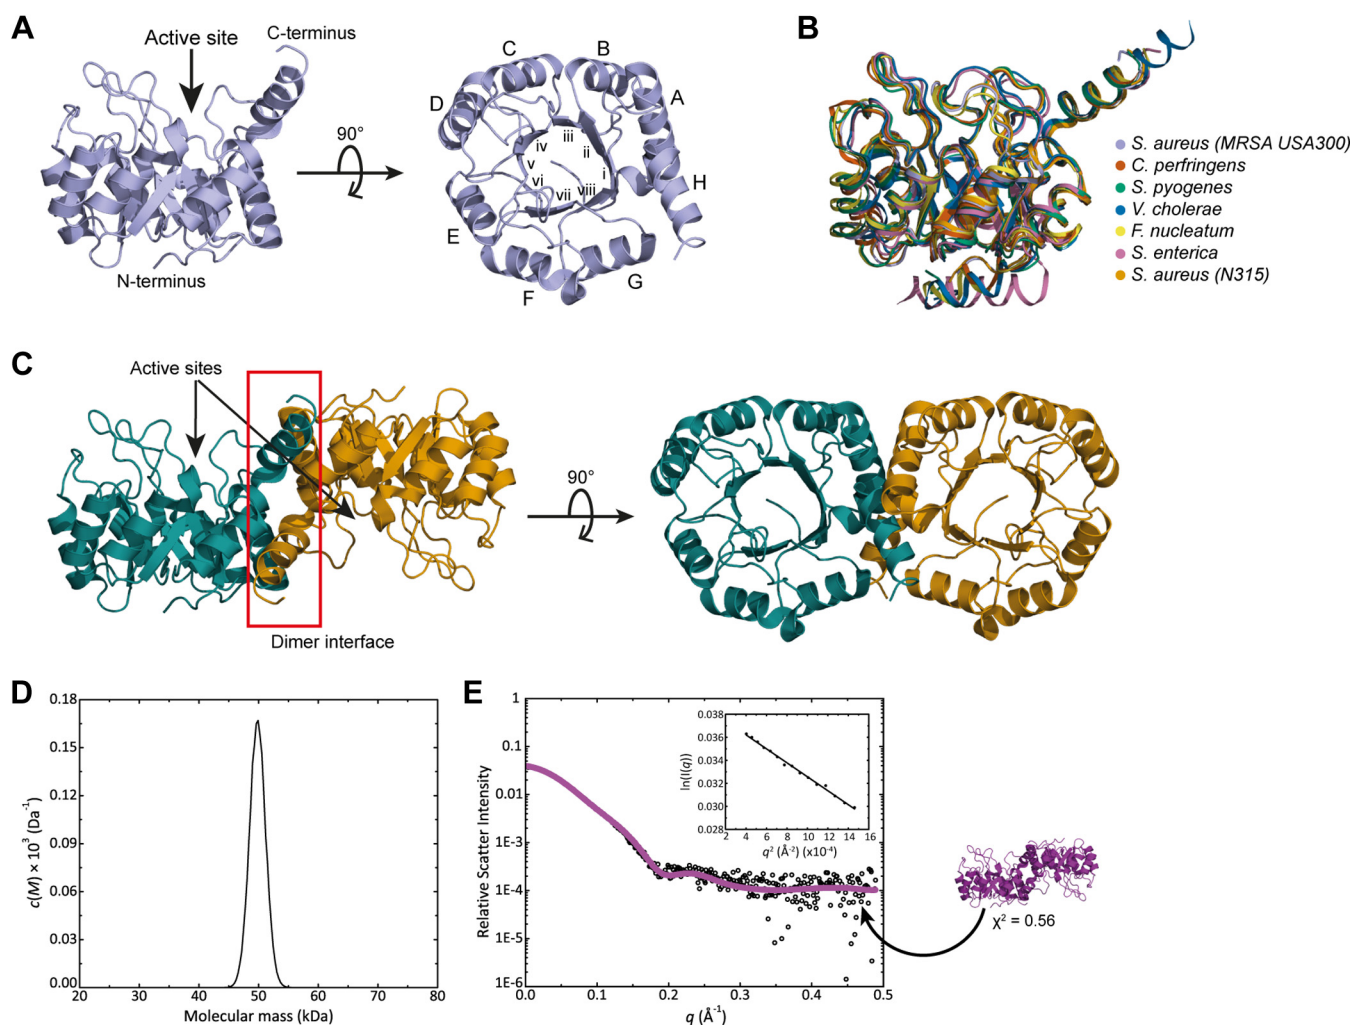 A
Active site
C-terminus
90°
N-terminus
C
B
D
A
iii
iv
ii
v
i
vi
H
vii
viii
E
F
G
B
S. aureus (MRSA USA300)
C. perfringens
S. pyogenes
V. cholerae
F. nucleatum
S. enterica
S. aureus (N315)
C
Active sites
90°
Dimer interface
D
c(M) × 10³ (Da⁻¹)
0.18
0.15
0.12
0.09
0.06
0.03
0.00
20 30 40 50 60 70 80
Molecular mass (kDa)
E
Relative Scatter Intensity
1
0.1
0.01
1E-3
1E-4
1E-5
1E-6
0.0 0.1 0.2 0.3 0.4 0.5
q (Å⁻¹)
ln(I(q))
0.038
0.036
0.034
0.032
0.030
0.028
2 4 6 8 10 12 14 16
q² (Å⁻²) (x10⁻⁴)
χ² = 0.56